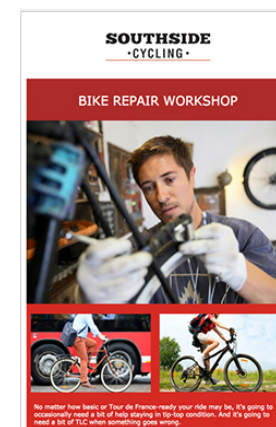 SOUTHSIDE
·CYCLING·
BIKE REPAIR WORKSHOP
No matter how basic or Tour de France-ready your ride may be, it's going to
occasionally need a bit of help staying in tip-top condition. And it's going to
need a bit of TLC when something goes wrong.